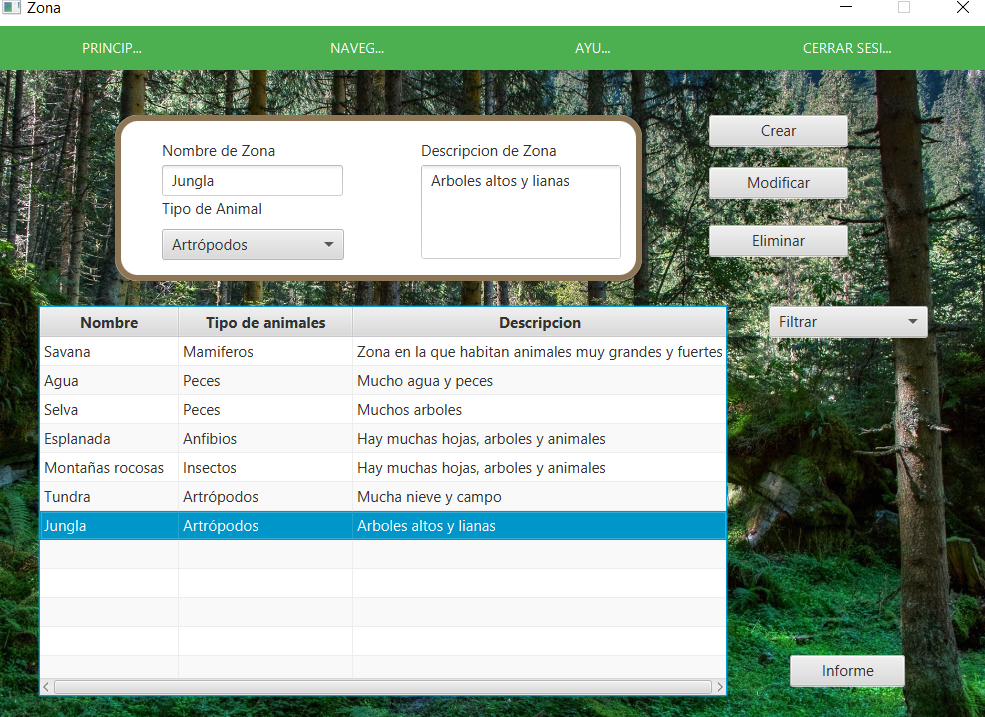 Zona
PRINCIP... NAVEG... AYU... CERRAR SESI...
Nombre de Zona
Jungla
Tipo de Animal
Artrópodos
Descripcion de Zona
Arboles altos y lianas
Crear
Modificar
Eliminar
Filtrar
Nombre Tipo de animales Descripcion
Savana Mamiferos Zona en la que habitan animales muy grandes y fuertes
Agua Peces Mucho agua y peces
Selva Peces Muchos arboles
Esplanada Anfibios Hay muchas hojas, arboles y animales
Montañas rocosas Insectos Hay muchas hojas, arboles y animales
Tundra Artrópodos Mucha nieve y campo
Jungla Artrópodos Arboles altos y lianas
Informe